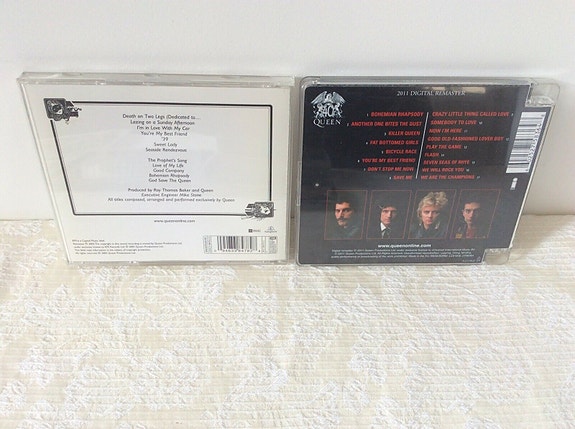 Death on Two Legs (Dedicated to...
Lazing on a Sunday Afternoon
I'm in Love With My Car
You're My Best Friend
'39
Sweet Lady
Seaside Rendezvous
The Prophet's Song
Love of My Life
Good Company
Bohemian Rhapsody
God Save The Queen
Produced by Roy Thomas Baker and Queen
Executive Engineer Mike Stone
All titles composed, arranged and performed exclusively by Queen
www.queenonline.com
2011 DIGITAL REMASTER
QUEEN
BOHEMIAN RHAPSODY
ANOTHER ONE BITES THE DUST
KILLER QUEEN
FAT BOTTOMED GIRLS
BICYCLE RACE
YOU'RE MY BEST FRIEND
DON'T STOP ME NOW
SAVE ME
CRAZY LITTLE THING CALLED LOVE
SOMEBODY TO LOVE
NOW I'M HERE
GOOD OLD-FASHIONED LOVER BOY
PLAY THE GAME
FLASH
SEVEN SEAS OF RHYE
WE WILL ROCK YOU
WE ARE THE CHAMPIONS
www.queenonline.com